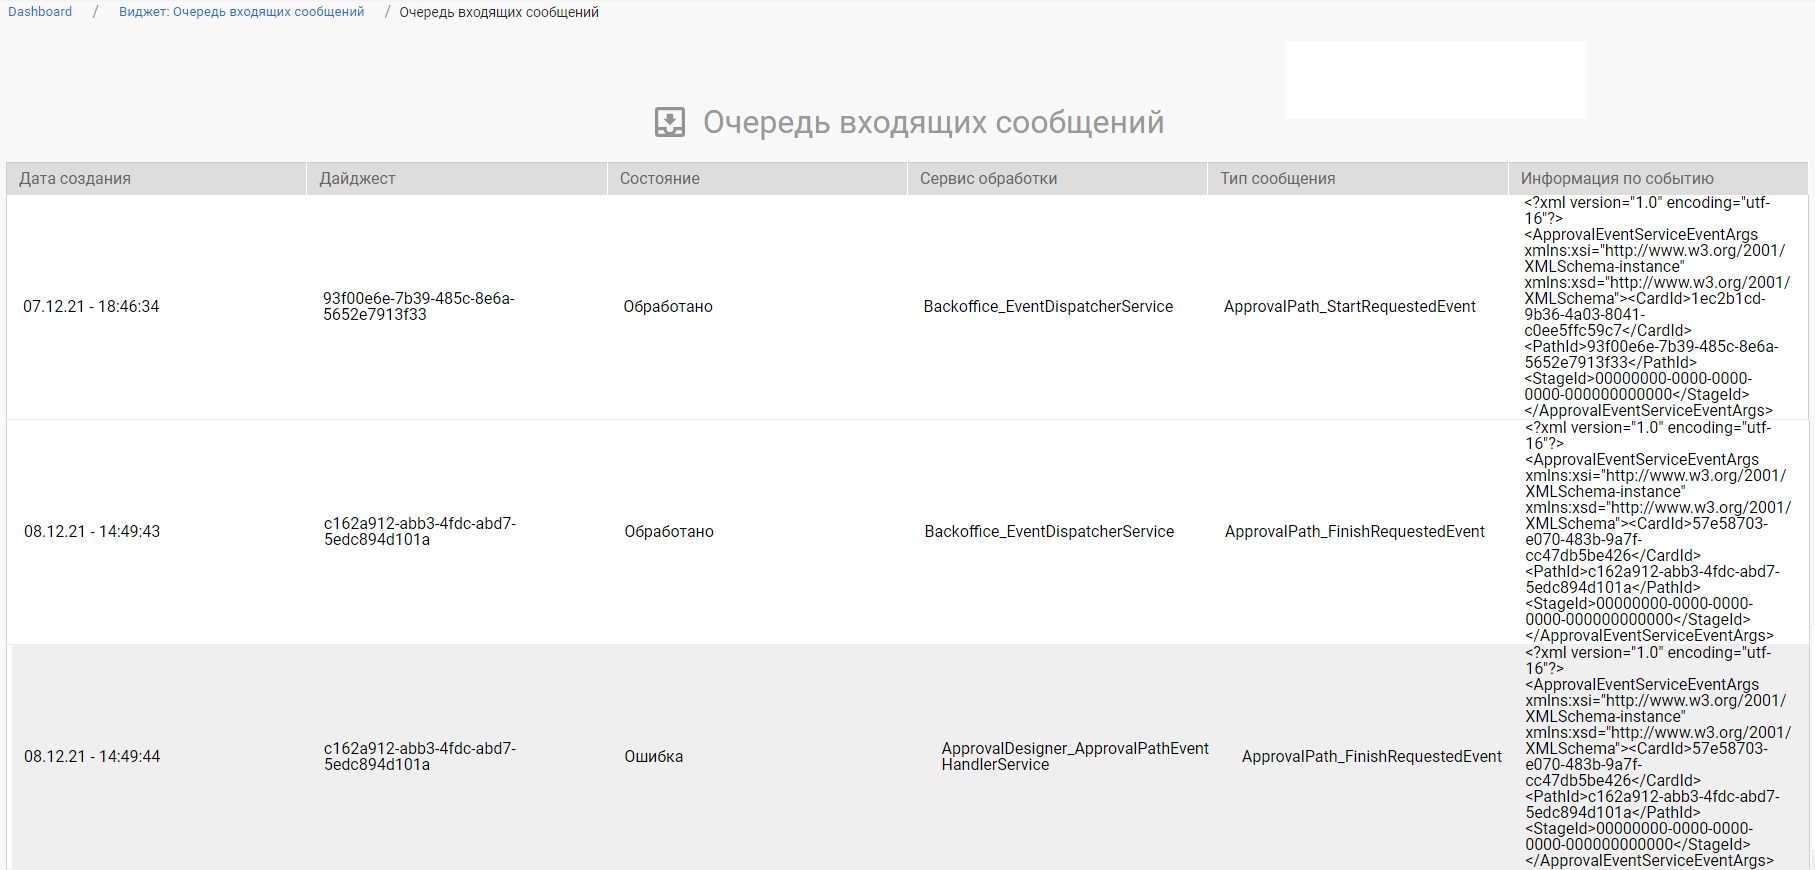 Dashboard / Виджет: Очередь входящих сообщений / Очередь входящих сообщений
Очередь входящих сообщений
Дата создания Дайджест Состояние Сервис обработки Тип сообщения Информация по событию
07.12.21 - 18:46:34
93f00e6e-7b39-485c-8e6a-
5652e7913f33
Обработано
Backoffice_EventDispatcherService
ApprovalPath_StartRequestedEvent
<?xml version="1.0" encoding="utf-
16"?>
<ApprovalEventServiceEventArgs
xmlns:xsi="http://www.w3.org/2001/
XMLSchema-instance"
xmlns:xsd="http://www.w3.org/2001/
XMLSchema"><CardId>1ec2b1cd-
9b36-4a03-8041-
c0ee5ffc59c7</CardId>
<PathId>93f00e6e-7b39-485c-8e6a-
5652e7913f33</PathId>
<StageId>00000000-0000-0000-
0000-000000000000</StageId>
</ApprovalEventServiceEventArgs>
08.12.21 - 14:49:43
c162a912-abb3-4fdc-abd7-
5edc894d101a
Обработано
Backoffice_EventDispatcherService
ApprovalPath_FinishRequestedEvent
<?xml version="1.0" encoding="utf-
16"?>
<ApprovalEventServiceEventArgs
xmlns:xsi="http://www.w3.org/2001/
XMLSchema-instance"
xmlns:xsd="http://www.w3.org/2001/
XMLSchema"><CardId>57e58703-
e070-483b-9a7f-
cc47db5be426</CardId>
<PathId>c162a912-abb3-4fdc-abd7-
5edc894d101a</PathId>
<StageId>00000000-0000-0000-
0000-000000000000</StageId>
</ApprovalEventServiceEventArgs>
08.12.21 - 14:49:44
c162a912-abb3-4fdc-abd7-
5edc894d101a
Ошибка
ApprovalDesigner_ApprovalPathEvent
HandlerService
ApprovalPath_FinishRequestedEvent
<?xml version="1.0" encoding="utf-
16"?>
<ApprovalEventServiceEventArgs
xmlns:xsi="http://www.w3.org/2001/
XMLSchema-instance"
xmlns:xsd="http://www.w3.org/2001/
XMLSchema"><CardId>57e58703-
e070-483b-9a7f-
cc47db5be426</CardId>
<PathId>c162a912-abb3-4fdc-abd7-
5edc894d101a</PathId>
<StageId>00000000-0000-0000-
0000-000000000000</StageId>
</ApprovalEventServiceEventArgs>